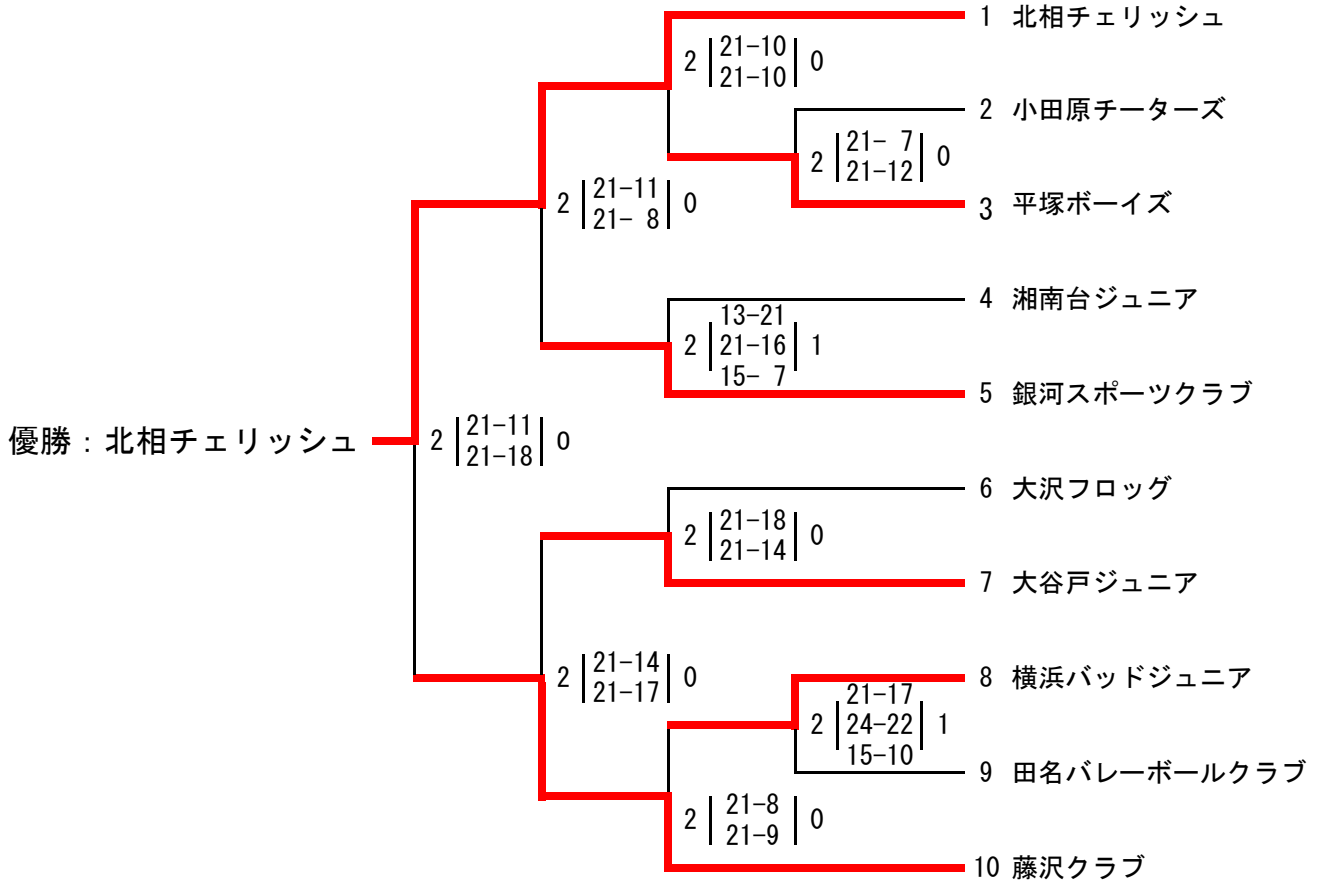 1 北相チェリッシュ
2 21-10 0
21-10
2 小田原チーターズ
2 21- 7 0
21-12
3 平塚ボーイズ
2 21-11 0
21- 8
4 湘南台ジュニア
13-21
2 21-16 1
15- 7
5 銀河スポーツクラブ
優勝：北相チェリッシュ
2 21-11 0
21-18
6 大沢フロッグ
2 21-18 0
21-14
7 大谷戸ジュニア
2 21-14 0
21-17
8 横浜バッドジュニア
21-17
2 24-22 1
15-10
9 田名バレーボールクラブ
2 21-8 0
21-9
10 藤沢クラブ